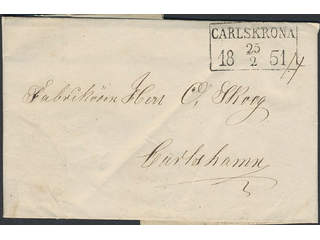 CARLSKRONA
25
18 2 51
Fabrikören Herr C. Skog
Carlshamn